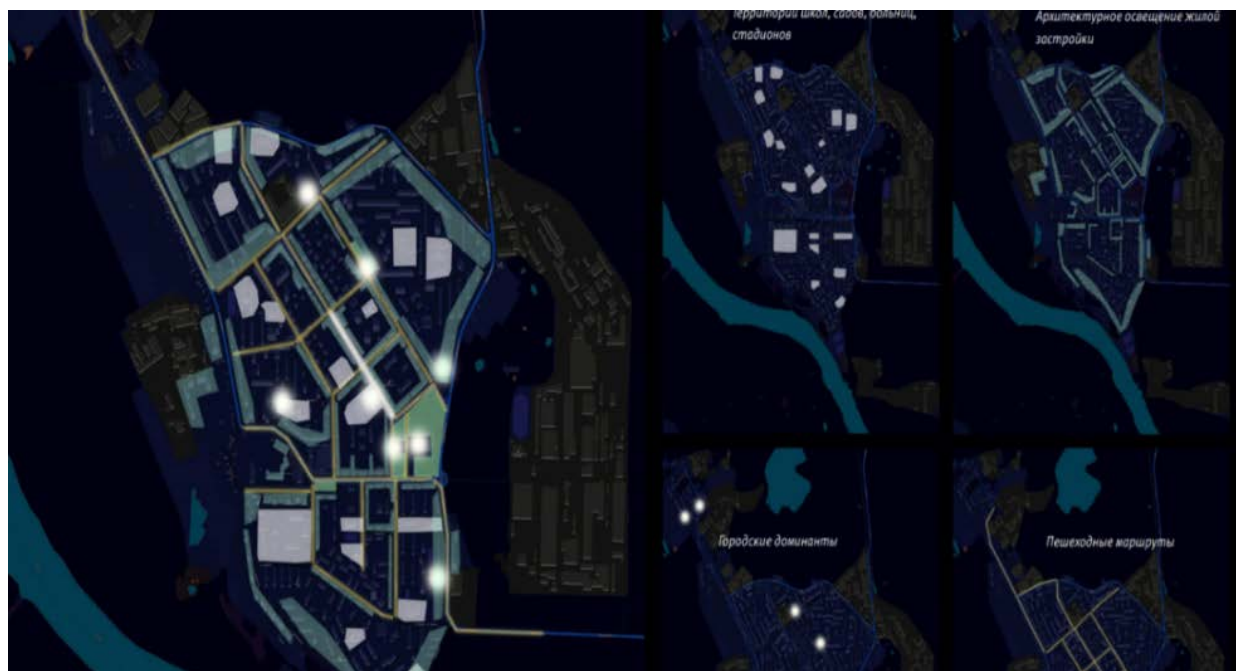 Территории школ, садов, больниц,
стадионов
Архитектурное освещение жилой
застройки
Городские доминанты
Пешеходные маршруты